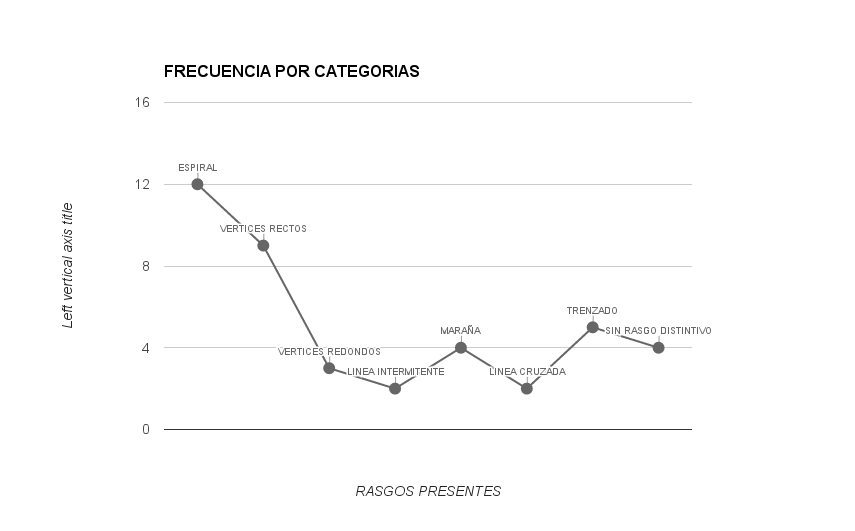 FRECUENCIA POR CATEGORIAS
16
12
8
4
0
Left vertical axis title
ESPIRAL
VERTICES RECTOS
VERTICES REDONDOS
LINEA INTERMITENTE
MARAÑA
LINEA CRUZADA
TRENZADO
SIN RASGO DISTINTIVO
RASGOS PRESENTES